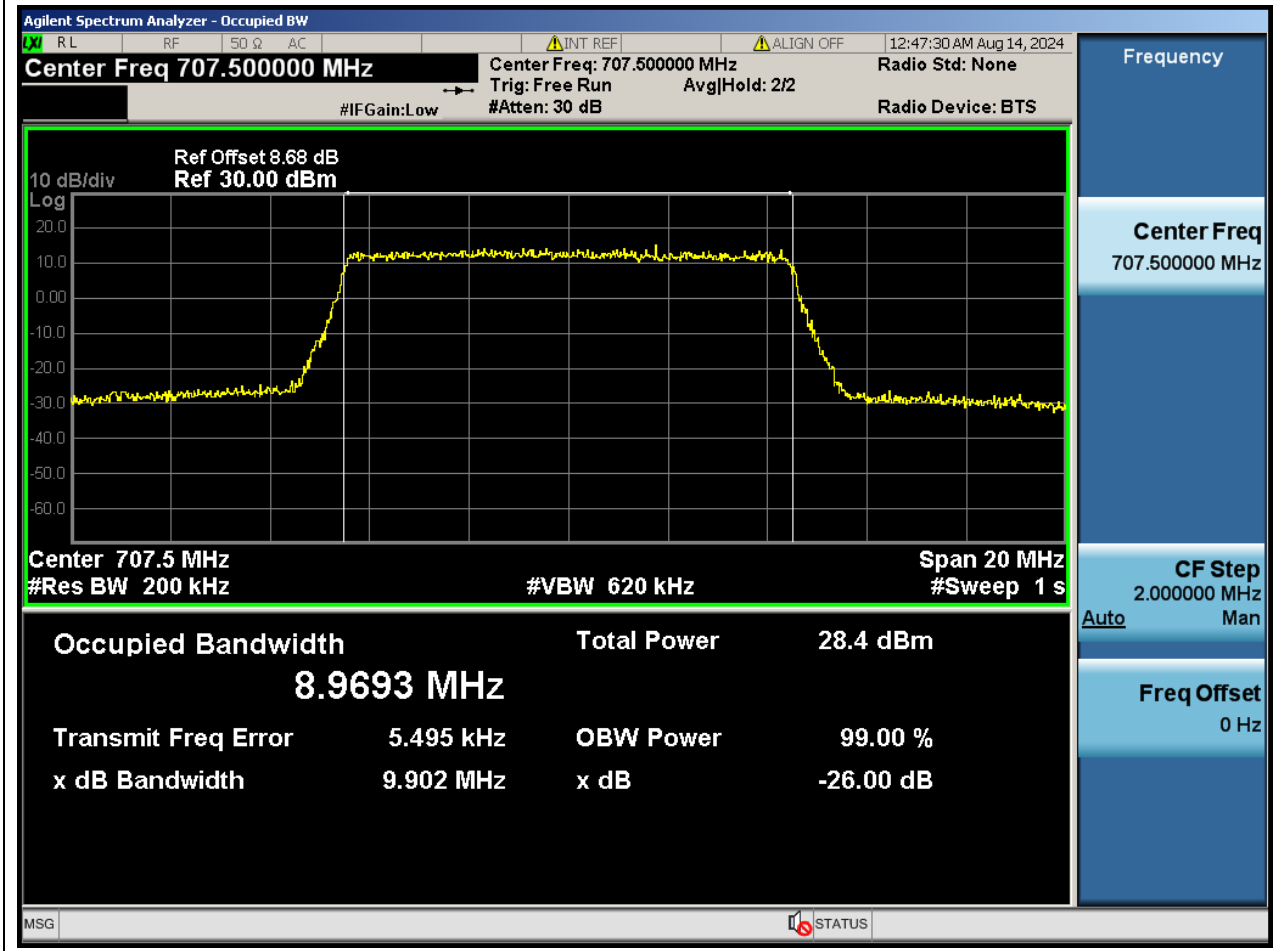 Agilent Spectrum Analyzer - Occupied BW
LXI RL RF 50 Ω AC INT REF ALIGN OFF 12:47:30 AM Aug 14, 2024
Center Freq 707.500000 MHz
Center Freq: 707.500000 MHz
Radio Std: None
Trig: Free Run Avg|Hold: 2/2
#IFGain:Low
#Atten: 30 dB
Radio Device: BTS
Ref Offset 8.68 dB
10 dB/div Ref 30.00 dBm
Log
20.0
10.0
0.00
-10.0
-20.0
-30.0
-40.0
-50.0
-60.0
Center 707.5 MHz Span 20 MHz
#Res BW 200 kHz #VBW 620 kHz #Sweep 1 s
Occupied Bandwidth Total Power 28.4 dBm
8.9693 MHz
Transmit Freq Error 5.495 kHz OBW Power 99.00 %
x dB Bandwidth 9.902 MHz x dB -26.00 dB
Frequency
Center Freq
707.500000 MHz
CF Step
2.000000 MHz
Auto Man
Freq Offset
0 Hz
MSG STATUS